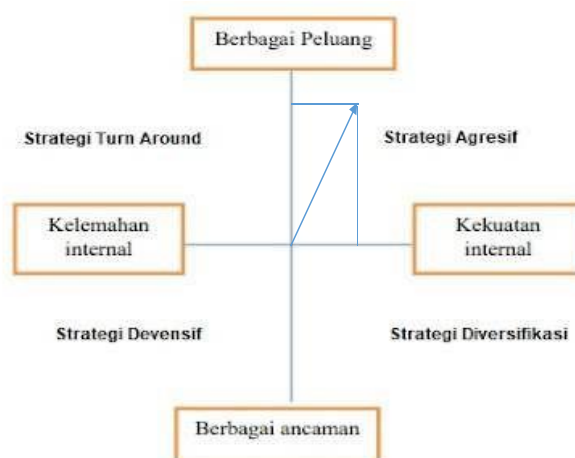 Berbagai Peluang
Strategi Turn Around
Strategi Agresif
Kelemahan
internal
Kekuatan
internal
Strategi Devensif
Strategi Diversifikasi
Berbagai ancaman